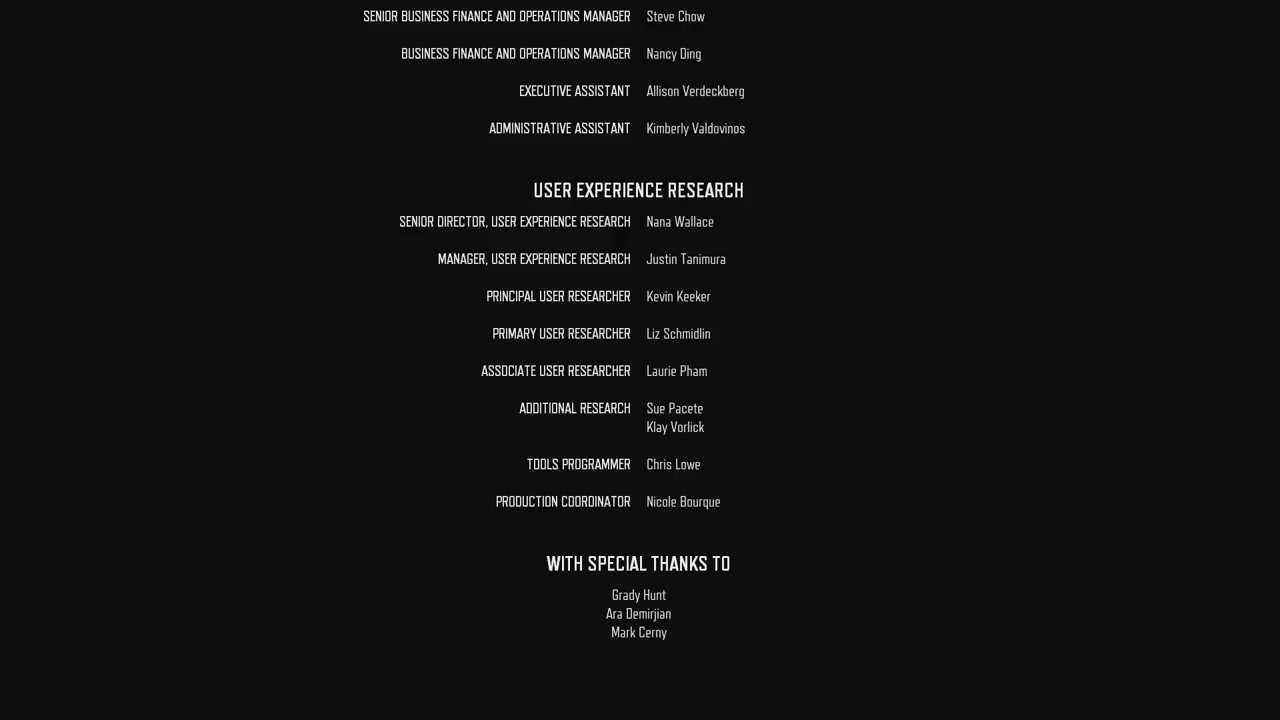 SENIOR BUSINESS FINANCE AND OPERATIONS MANAGER Steve Chow
BUSINESS FINANCE AND OPERATIONS MANAGER Nancy Ding
EXECUTIVE ASSISTANT Allison Verdeckberg
ADMINISTRATIVE ASSISTANT Kimberly Valdovinos
USER EXPERIENCE RESEARCH
SENIOR DIRECTOR, USER EXPERIENCE RESEARCH Nana Wallace
MANAGER, USER EXPERIENCE RESEARCH Justin Tanimura
PRINCIPAL USER RESEARCHER Kevin Keeker
PRIMARY USER RESEARCHER Liz Schmidlin
ASSOCIATE USER RESEARCHER Laurie Pham
ADDITIONAL RESEARCH Sue Pacete
Klay Vorlick
TOOLS PROGRAMMER Chris Lowe
PRODUCTION COORDINATOR Nicole Bourque
WITH SPECIAL THANKS TO
Grady Hunt
Ara Demirjian
Mark Cerny